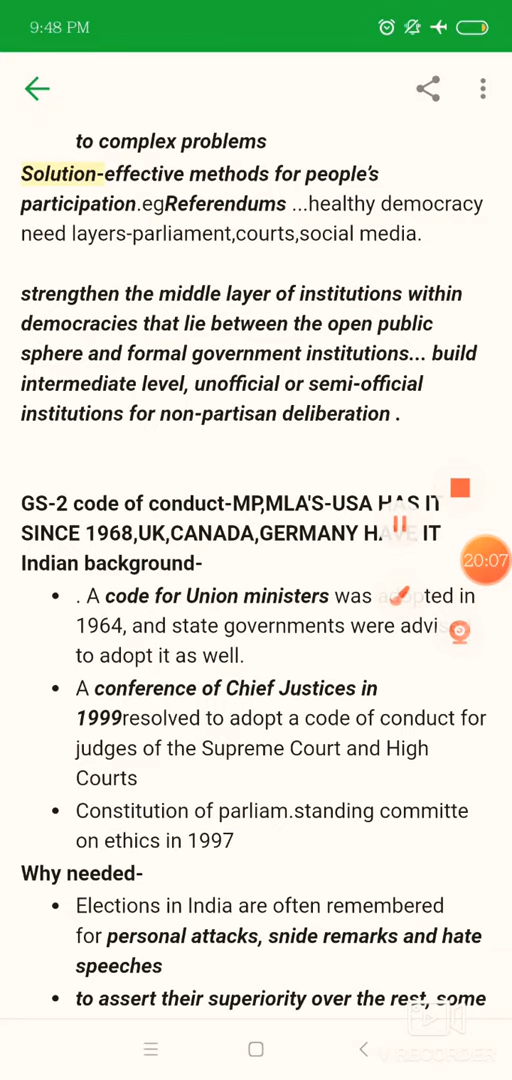 9:48 PM
to complex problems
Solution-effective methods for people's
participation.egReferendums ...healthy democracy
need layers-parliament,courts,social media.
strengthen the middle layer of institutions within
democracies that lie between the open public
sphere and formal government institutions... build
intermediate level, unofficial or semi-official
institutions for non-partisan deliberation .
GS-2 code of conduct-MP,MLA'S-USA HAS IT
SINCE 1968,UK,CANADA,GERMANY HAVE IT
20:07
Indian background-
• . A code for Union ministers was adopted in
1964, and state governments were advi
to adopt it as well.
• A conference of Chief Justices in
1999resolved to adopt a code of conduct for
judges of the Supreme Court and High
Courts
• Constitution of parliam.standing committe
on ethics in 1997
Why needed-
• Elections in India are often remembered
for personal attacks, snide remarks and hate
speeches
• to assert their superiority over the rest, some
V RECORDER